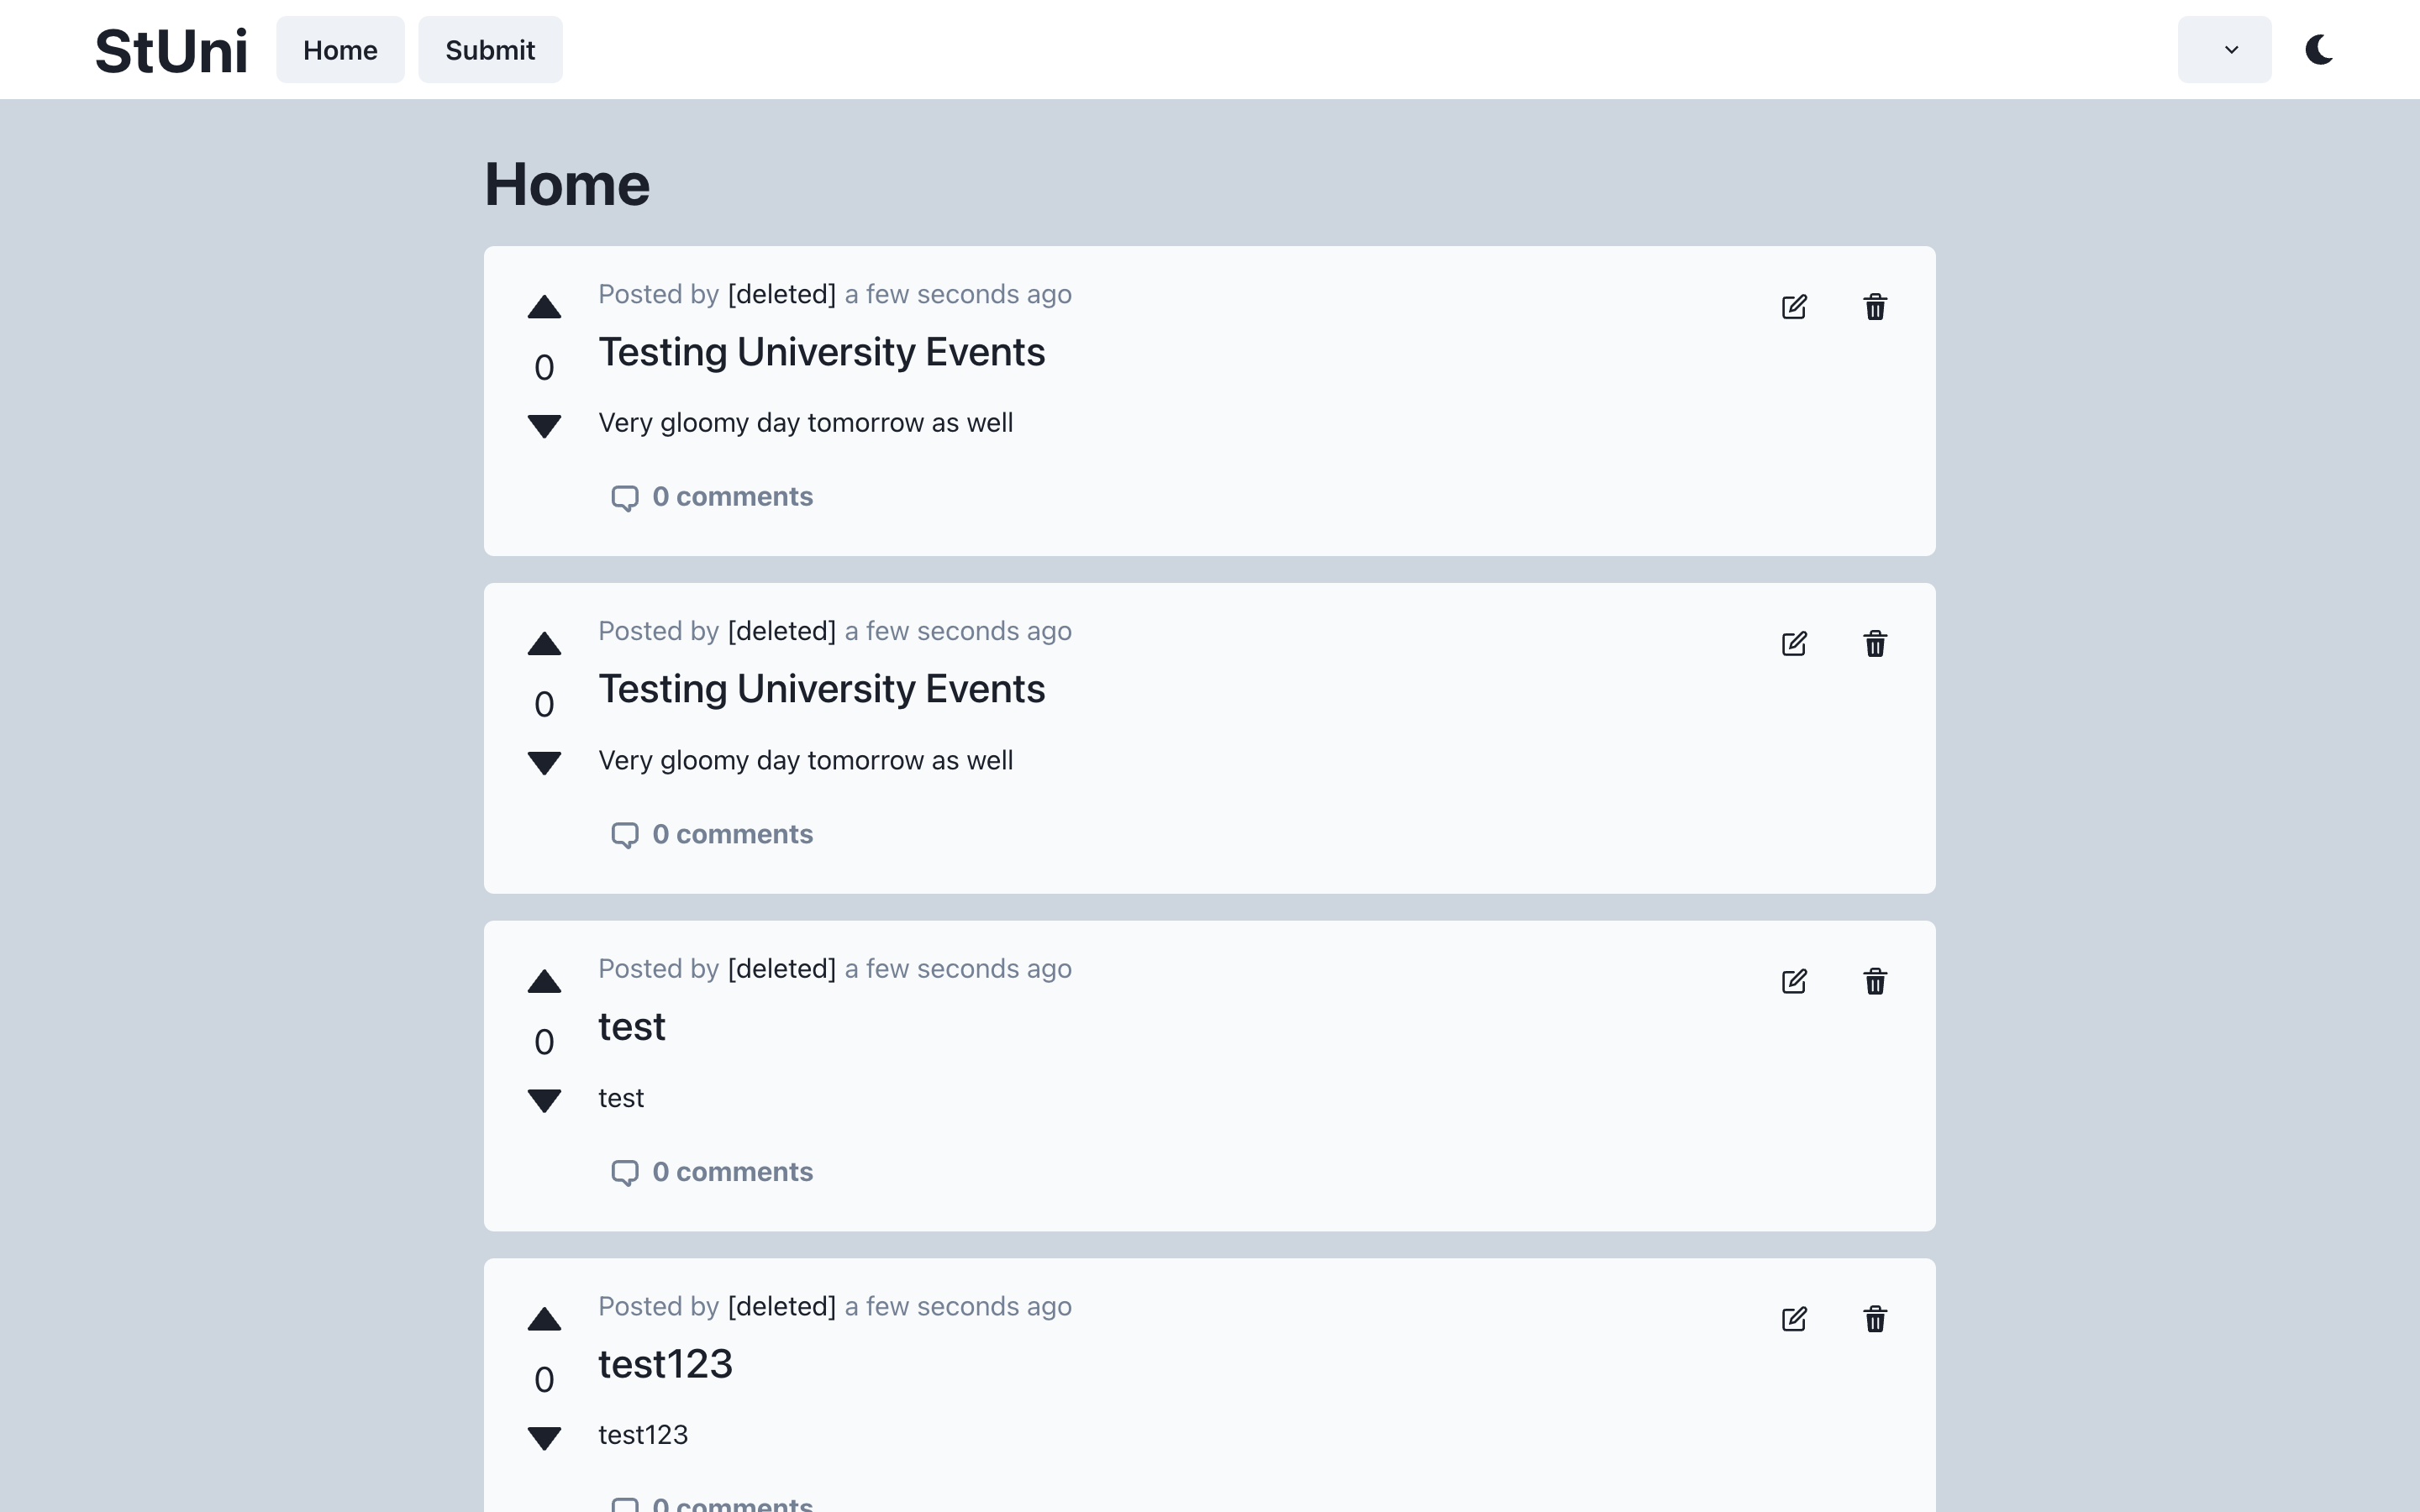 StUni Home Submit
Home
Posted by [deleted] a few seconds ago
Testing University Events
0
Very gloomy day tomorrow as well
0 comments
Posted by [deleted] a few seconds ago
Testing University Events
0
Very gloomy day tomorrow as well
0 comments
Posted by [deleted] a few seconds ago
test
0
test
0 comments
Posted by [deleted] a few seconds ago
test123
0
test123
0 comments